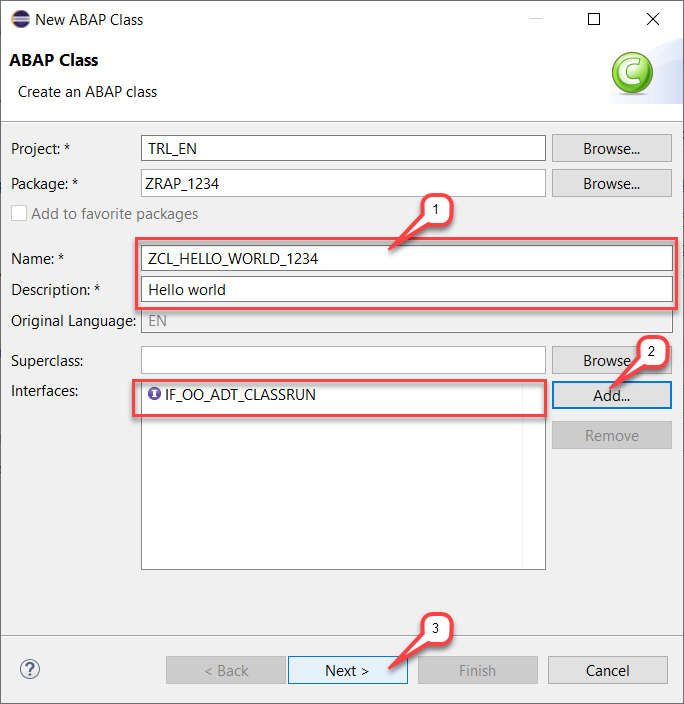 New ABAP Class
ABAP Class
Create an ABAP class
Project: * TRL_EN Browse...
Package: * ZRAP_1234 Browse...
Add to favorite packages
1
Name: * ZCL_HELLO_WORLD_1234
Description: * Hello world
Original Language: EN
2
Superclass: Browse
Interfaces: IF_OO_ADT_CLASSRUN Add...
Remove
3
? < Back Next > Finish Cancel